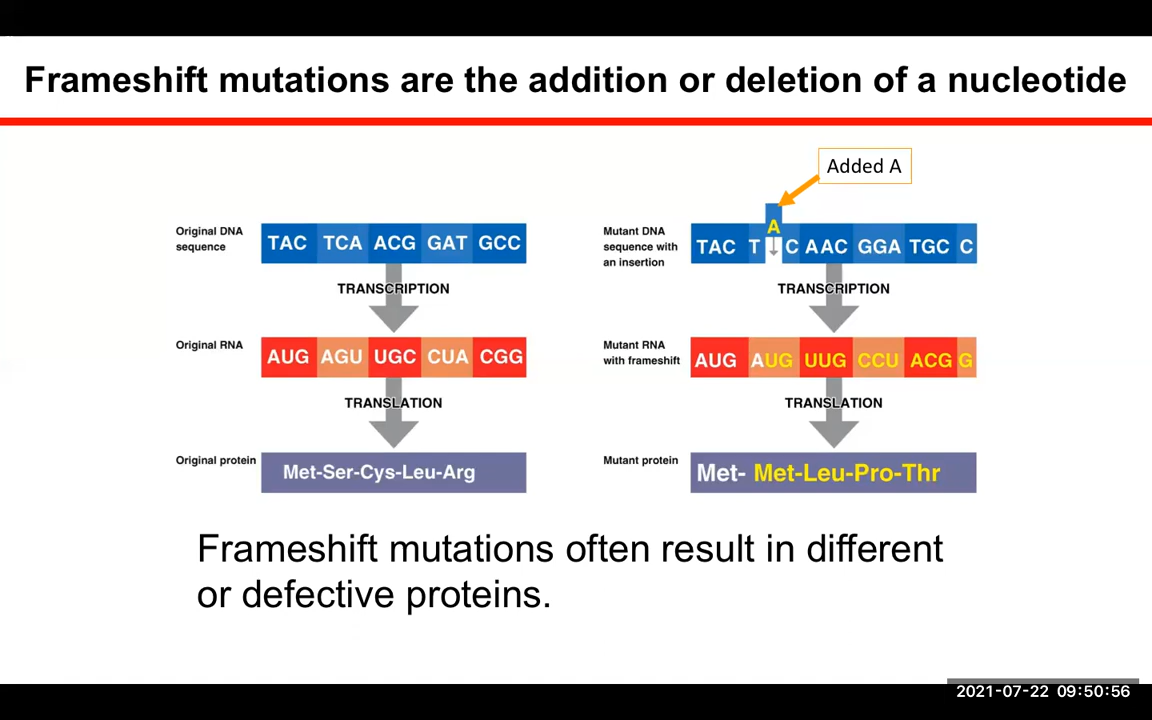 Frameshift mutations are the addition or deletion of a nucleotide
Added A
Original DNA
sequence
TAC TCA ACG GAT GCC
TRANSCRIPTION
Original RNA
AUG AGU UGC CUA CGG
TRANSLATION
Original protein
Met-Ser-Cys-Leu-Arg
Mutant DNA
sequence with
an insertion
A
TAC T C AAC GGA TGC C
TRANSCRIPTION
Mutant RNA
with frameshift
AUG AUG UUG CCU ACG G
TRANSLATION
Mutant protein
Met- Met-Leu-Pro-Thr
Frameshift mutations often result in different
or defective proteins.
2021-07-22 09:50:56